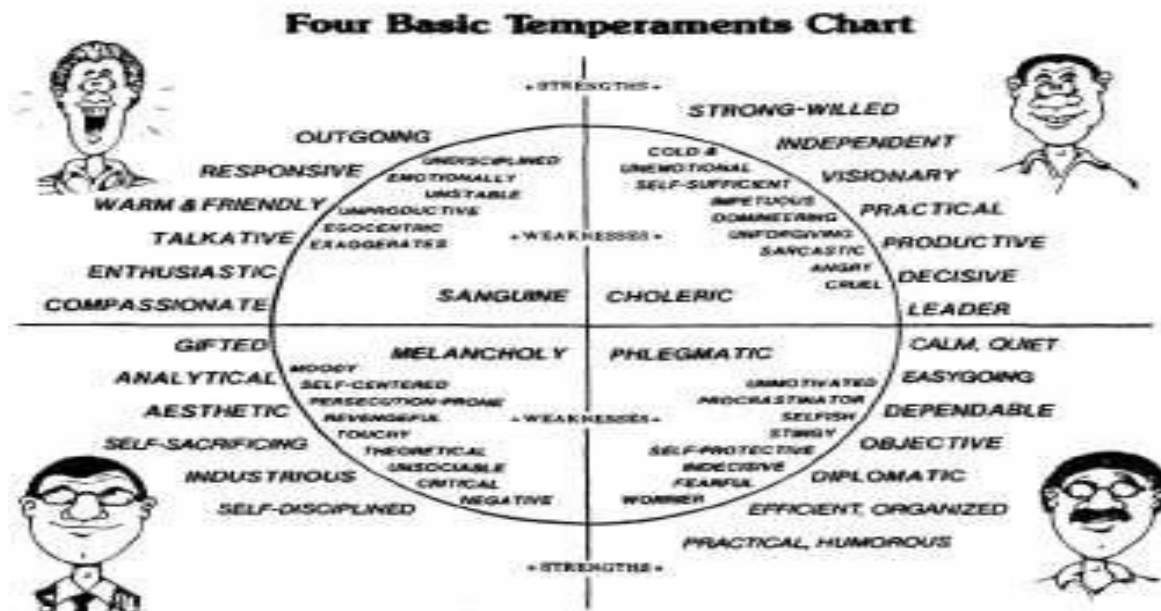 Four Basic Temperaments Chart
+ STRENGTHS +
OUTGOING
RESPONSIVE
WARM & FRIENDLY
TALKATIVE
ENTHUSIASTIC
COMPASSIONATE
UNDISCIPLINED
EMOTIONALLY
UNSTABLE
UNPRODUCTIVE
EGOCENTRIC
EXAGGERATES
SANGUINE
STRONG-WILLED
INDEPENDENT
VISIONARY
PRACTICAL
PRODUCTIVE
DECISIVE
LEADER
COLD &
UNEMOTIONAL
SELF-SUFFICIENT
IMPETUOUS
DOMINEERING
UNFORGIVING
SARCASTIC
ANGRY
CRUEL
CHOLERIC
+ WEAKNESSES +
GIFTED
ANALYTICAL
AESTHETIC
SELF-SACRIFICING
INDUSTRIOUS
SELF-DISCIPLINED
MELANCHOLY
MOODY
SELF-CENTERED
PERSECUTION-PRONE
REVENGEFUL
TOUCHY
THEORETICAL
UNSOCIABLE
CRITICAL
NEGATIVE
PHLEGMATIC
UNMOTIVATED
PROCRASTINATOR
SELFISH
STINGY
SELF-PROTECTIVE
INDECISIVE
FEARFUL
WORRIER
CALM, QUIET
EASYGOING
DEPENDABLE
OBJECTIVE
DIPLOMATIC
EFFICIENT, ORGANIZED
PRACTICAL, HUMOROUS
+ WEAKNESSES +
+ STRENGTHS +